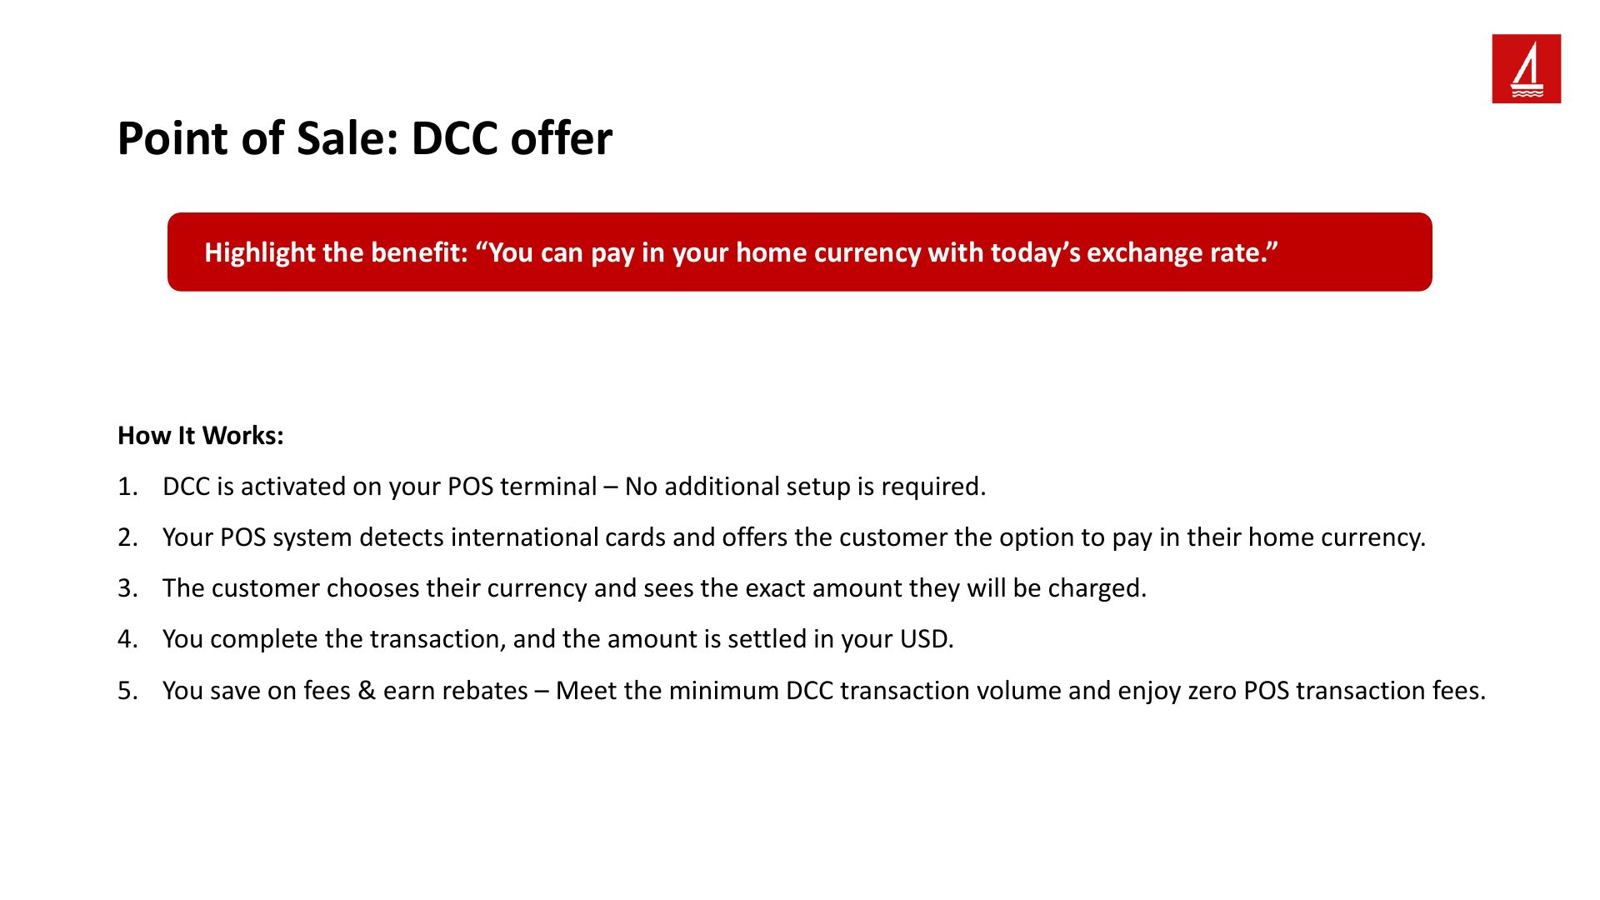 Point of Sale: DCC offer
Highlight the benefit: “You can pay in your home currency with today’s exchange rate.”
How It Works:
1. DCC is activated on your POS terminal – No additional setup is required.
2. Your POS system detects international cards and offers the customer the option to pay in their home currency.
3. The customer chooses their currency and sees the exact amount they will be charged.
4. You complete the transaction, and the amount is settled in your USD.
5. You save on fees & earn rebates – Meet the minimum DCC transaction volume and enjoy zero POS transaction fees.